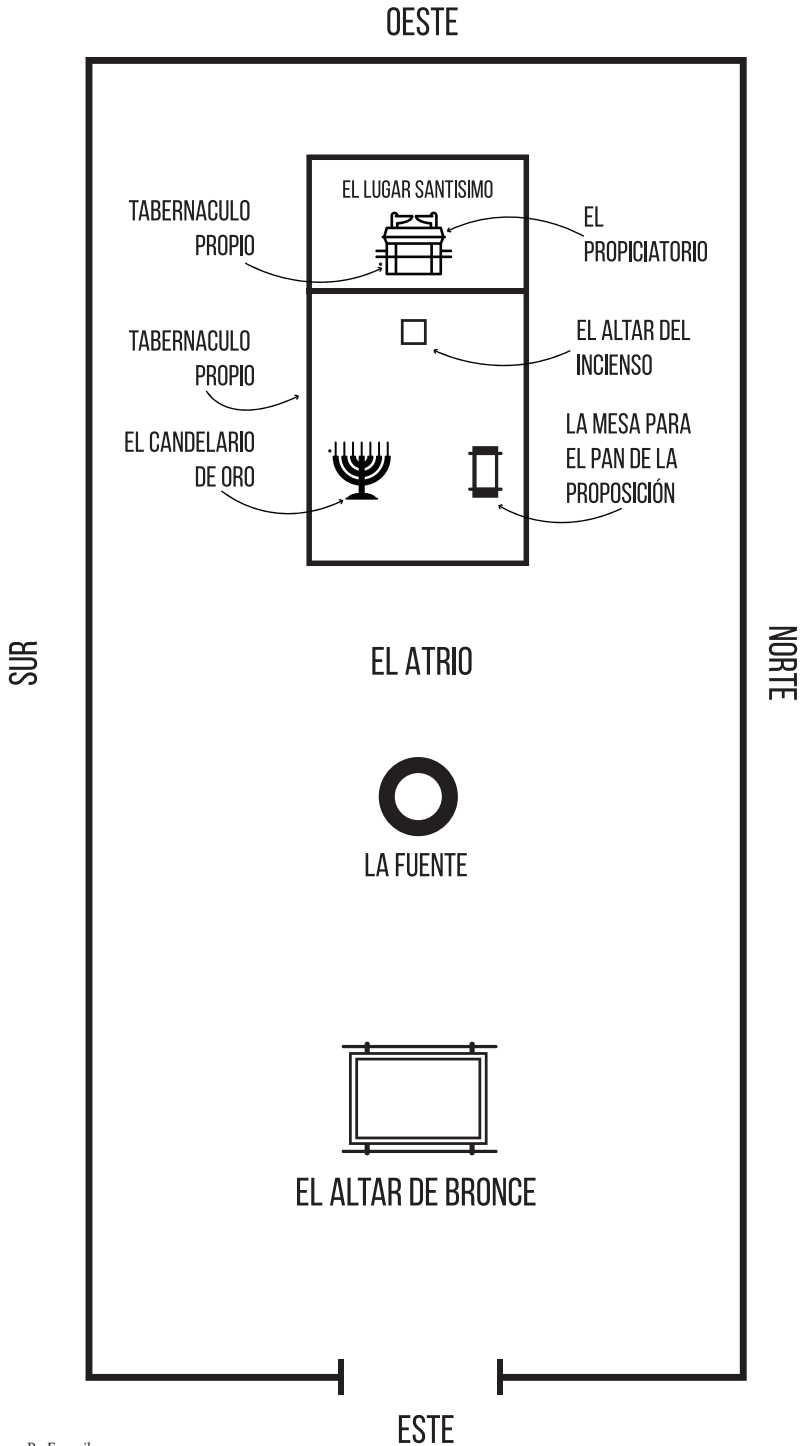 OESTE
EL LUGAR SANTISIMO
TABERNACULO
PROPIO
EL
PROPICIATORIO
TABERNACULO
PROPIO
EL ALTAR DEL
INCIENSO
EL CANDELARIO
DE ORO
LA MESA PARA
EL PAN DE LA
PROPOSICIÓN
SUR
EL ATRIO
NORTE
LA FUENTE
EL ALTAR DE BRONCE
ESTE